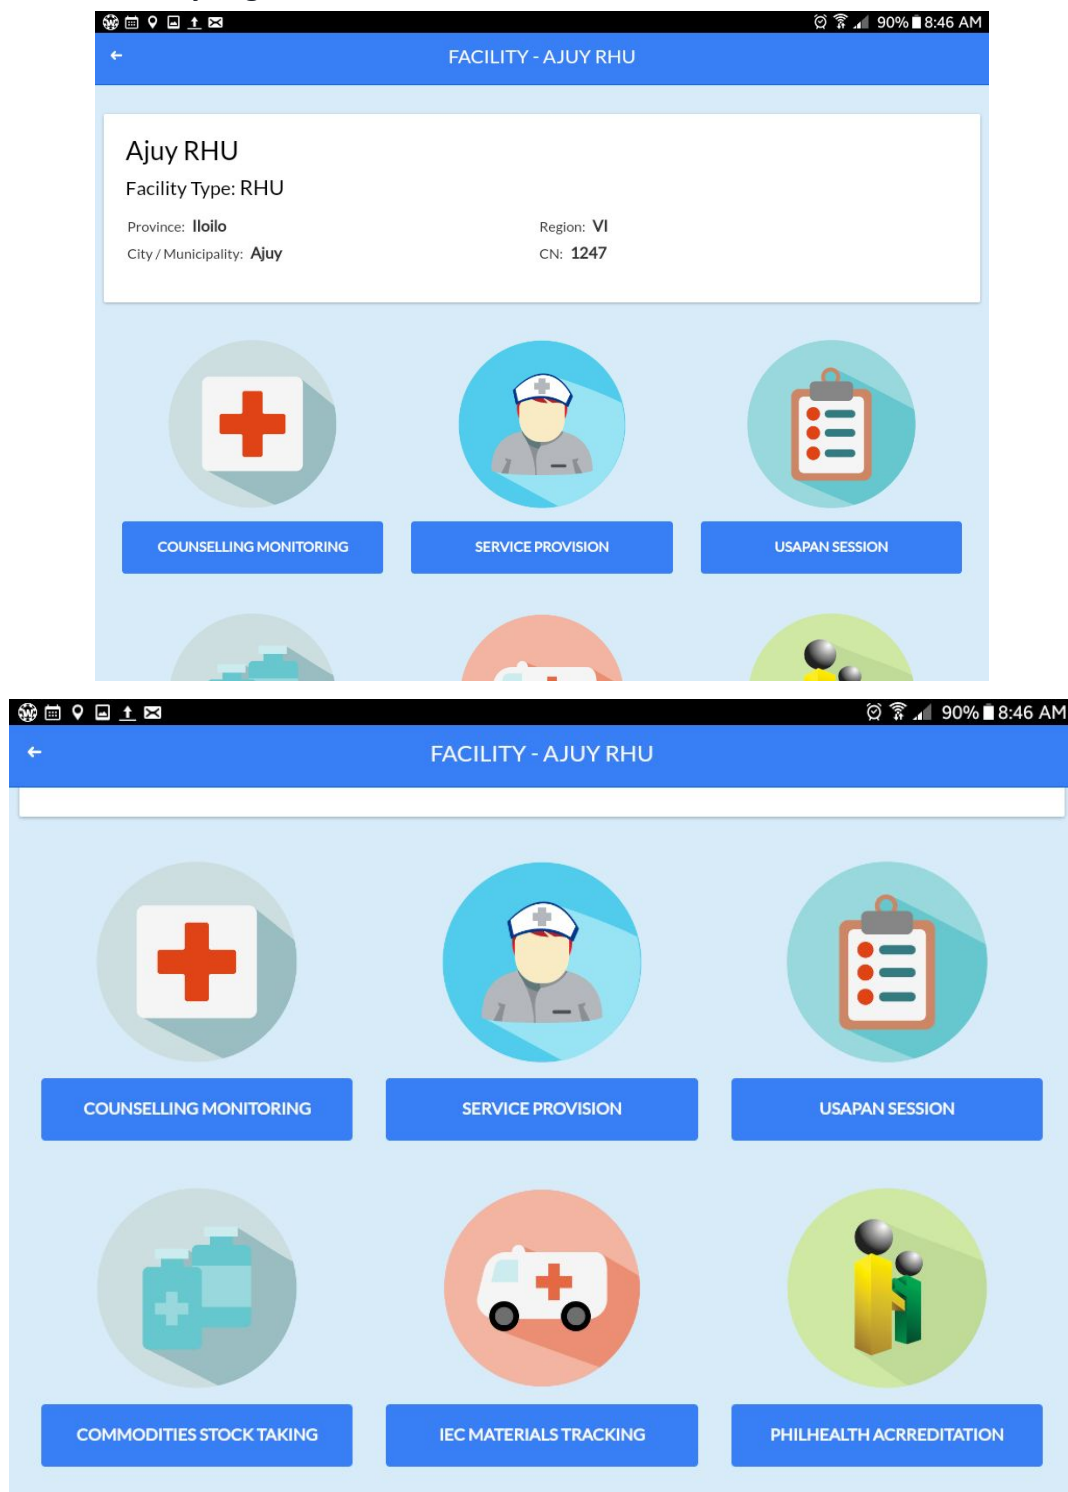 90% 8:46 AM
FACILITY - AJUY RHU
Ajuy RHU
Facility Type: RHU
Province: Iloilo Region: VI
City / Municipality: Ajuy CN: 1247
COUNSELLING MONITORING SERVICE PROVISION USAPAN SESSION
90% 8:46 AM
FACILITY - AJUY RHU
COUNSELLING MONITORING SERVICE PROVISION USAPAN SESSION
COMMODITIES STOCK TAKING IEC MATERIALS TRACKING PHILHEALTH ACRREDITATION